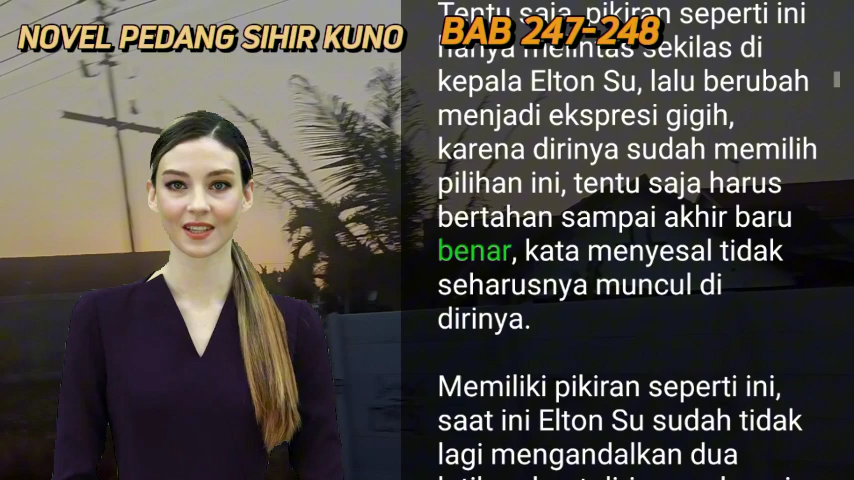 NOVEL PEDANG SIHIR KUNO
BAB 247-248
Tentu saja, pikiran seperti ini
hanya melintas sekilas di
kepala Elton Su, lalu berubah
menjadi ekspresi gigih,
karena dirinya sudah memilih
pilihan ini, tentu saja harus
bertahan sampai akhir baru
benar, kata menyesal tidak
seharusnya muncul di
dirinya.
Memiliki pikiran seperti ini,
saat ini Elton Su sudah tidak
lagi mengandalkan dua